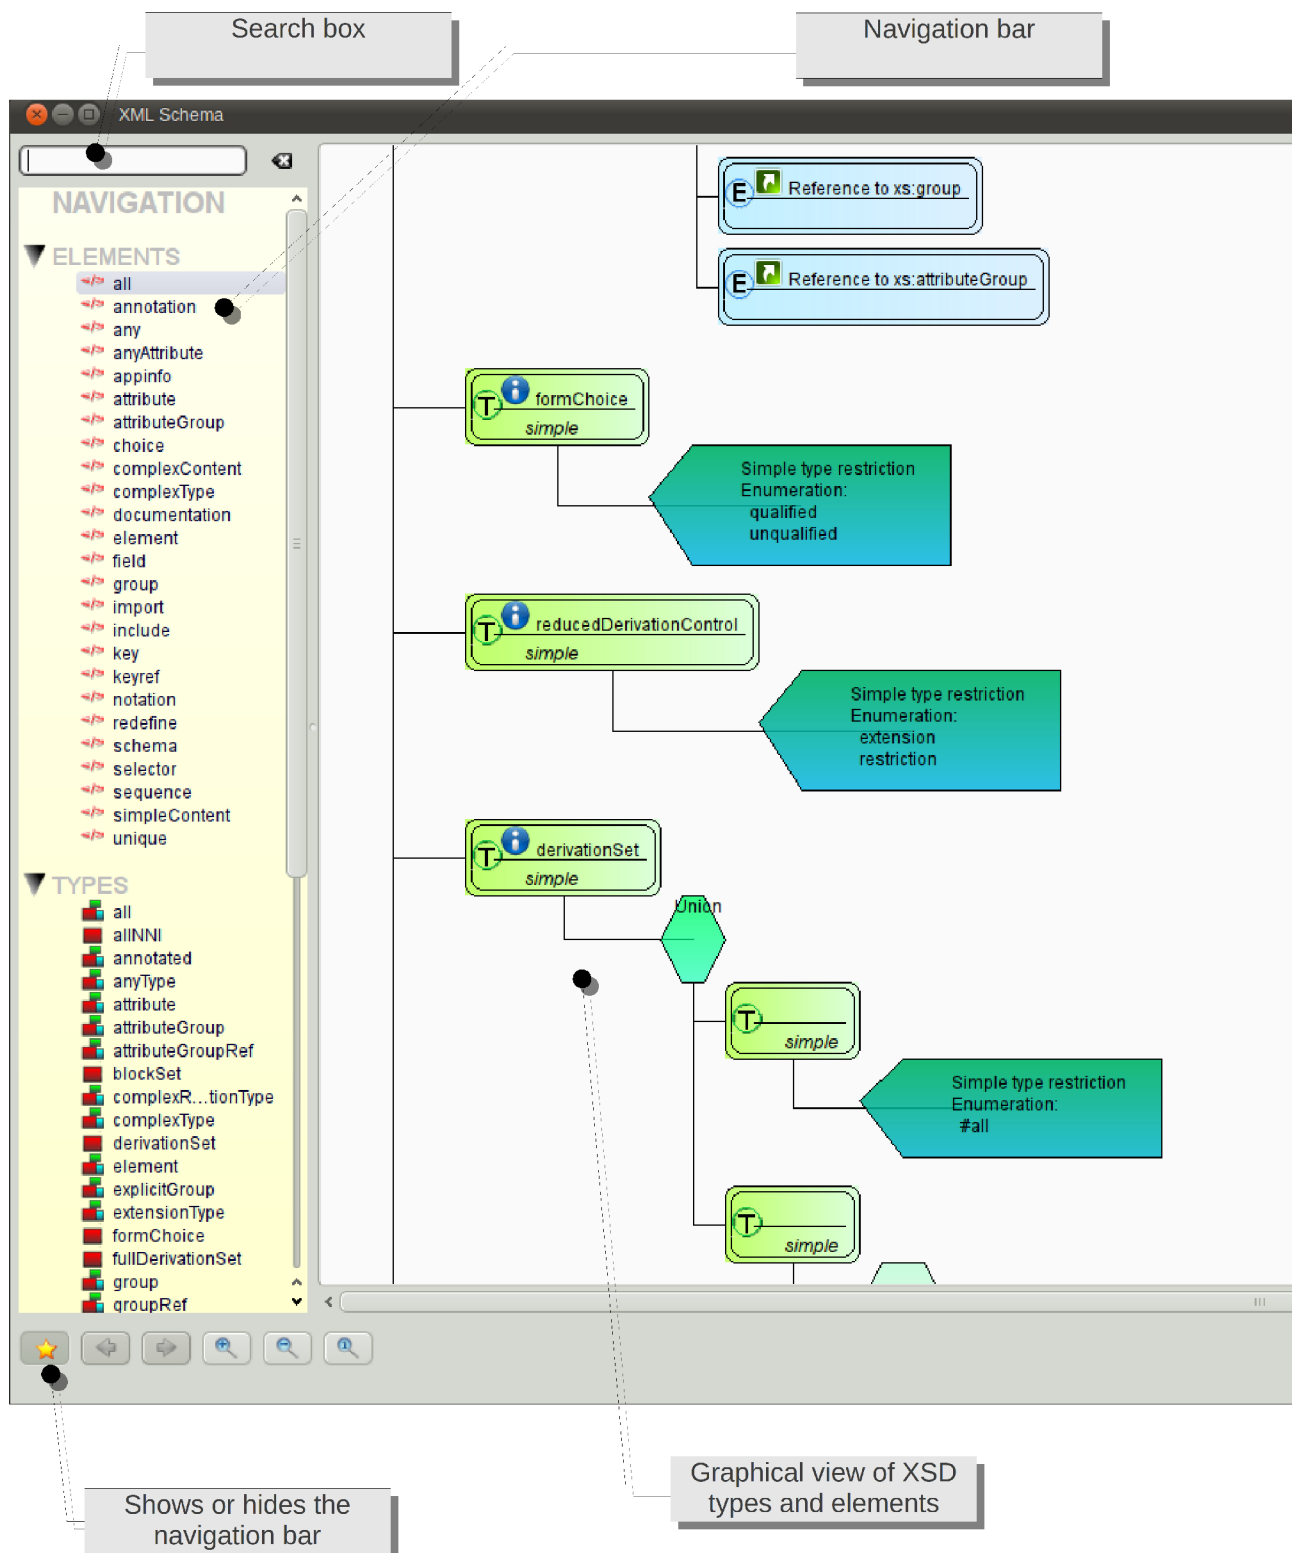 Search box
Navigation bar
XML Schema
NAVIGATION
ELEMENTS
all
annotation
any
anyAttribute
appinfo
attribute
attributeGroup
choice
complexContent
complexType
documentation
element
field
group
import
include
key
keyref
notation
redefine
schema
selector
sequence
simpleContent
unique
TYPES
all
allNNI
annotated
anyType
attribute
attributeGroup
attributeGroupRef
blockSet
complexR...tionType
complexType
derivationSet
element
explicitGroup
extensionType
formChoice
fullDerivationSet
group
groupRef
E Reference to xs:group
E Reference to xs:attributeGroup
T i formChoice
simple
Simple type restriction
Enumeration:
qualified
unqualified
T i reducedDerivationControl
simple
Simple type restriction
Enumeration:
extension
restriction
T i derivationSet
simple
Union
T
simple
Simple type restriction
Enumeration:
#all
T
simple
Shows or hides the
navigation bar
Graphical view of XSD
types and elements